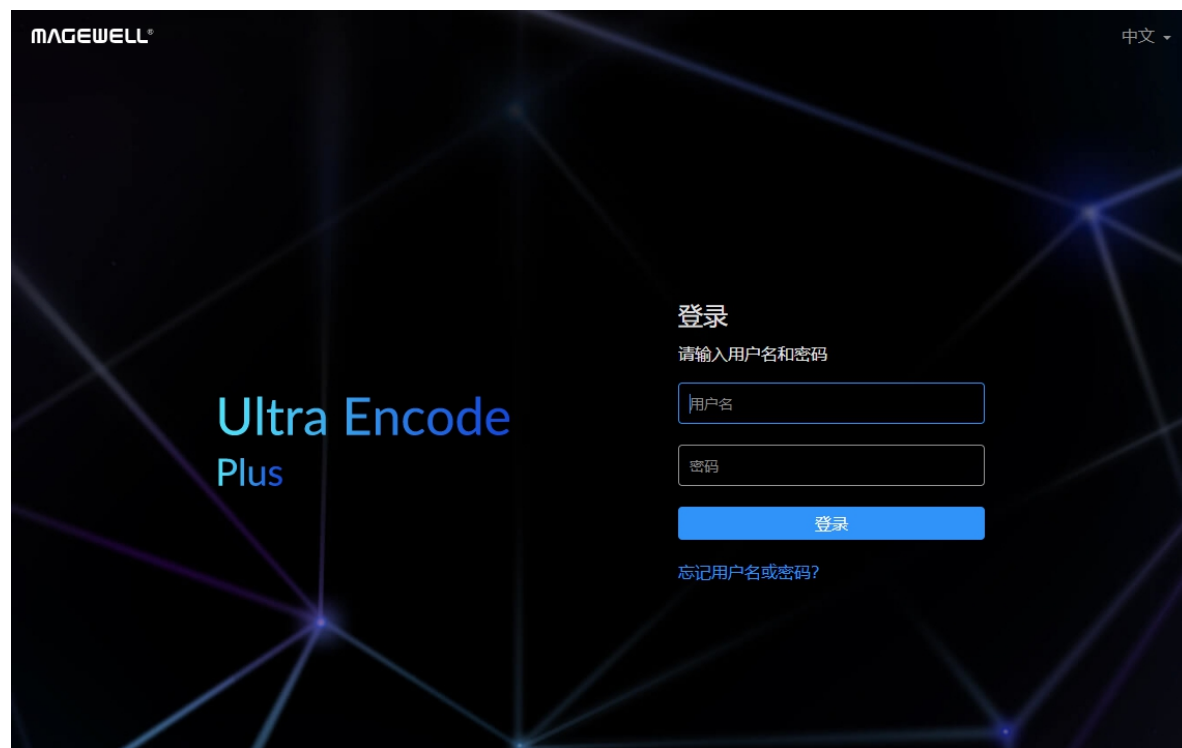 MAGEWELL®
中文
登录
请输入用户名和密码
用户名
Ultra Encode
Plus
密码
登录
忘记用户名或密码?